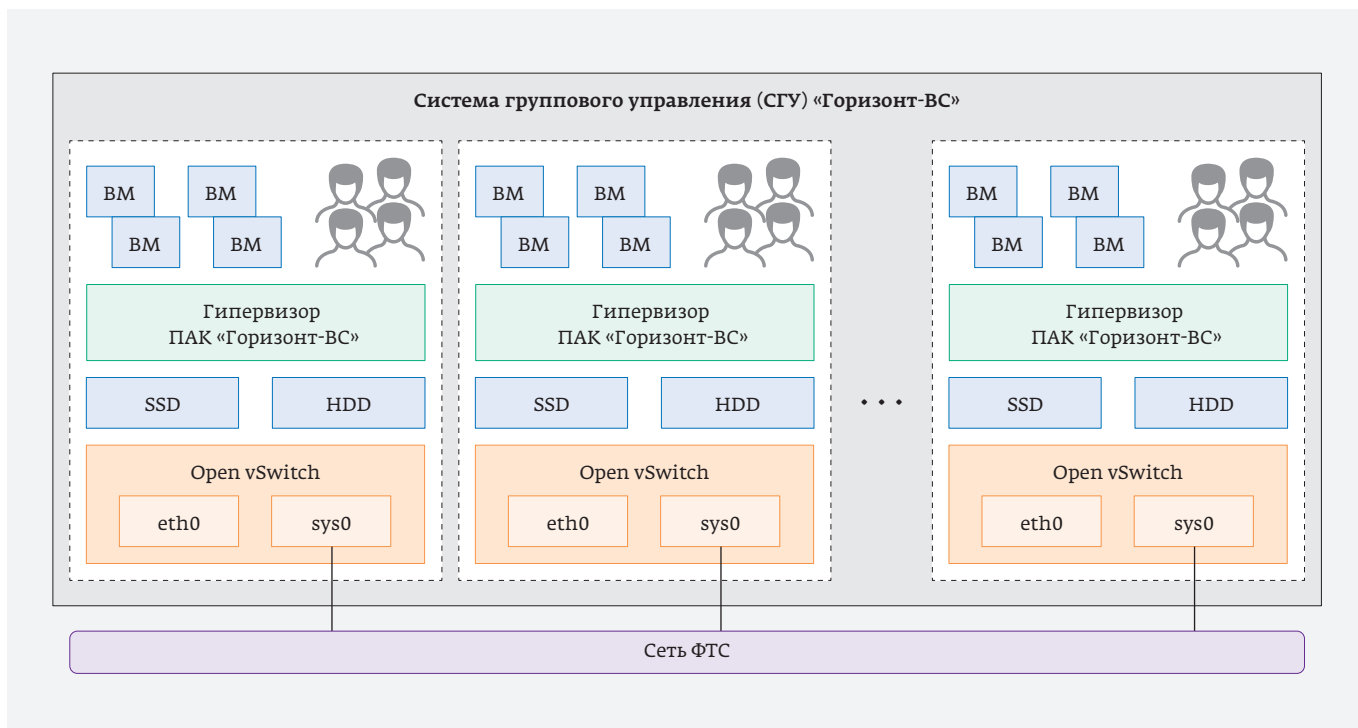 Система группового управления (СГУ) «Горизонт-ВС»
ВМ
ВМ
ВМ
ВМ
Гипервизор
ПАК «Горизонт-ВС»
SSD
HDD
Open vSwitch
eth0
sys0
ВМ
ВМ
ВМ
ВМ
Гипервизор
ПАК «Горизонт-ВС»
SSD
HDD
Open vSwitch
eth0
sys0
...
ВМ
ВМ
ВМ
ВМ
Гипервизор
ПАК «Горизонт-ВС»
SSD
HDD
Open vSwitch
eth0
sys0
Сеть ФТС